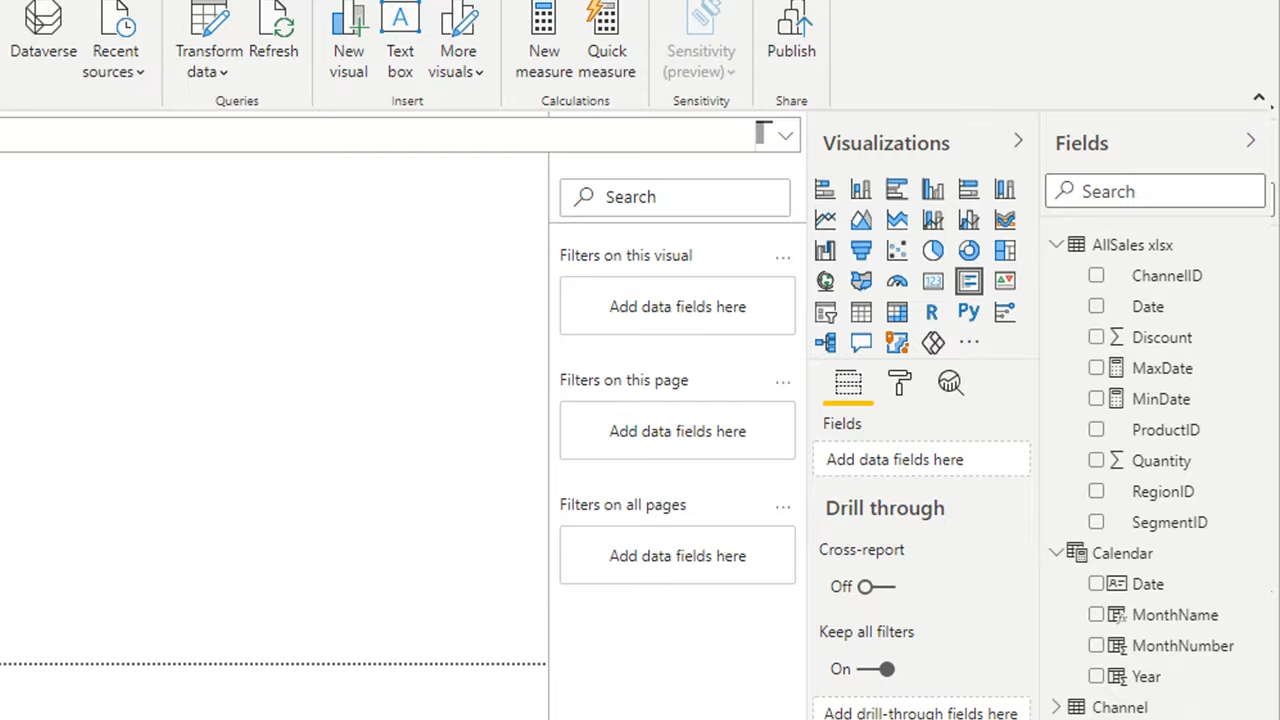 Dataverse
Recent
sources
Transform
data
Refresh
New
visual
Text
box
More
visuals
New
measure
Quick
measure
Sensitivity
(preview)
Publish
Queries
Insert
Calculations
Sensitivity
Share
Search
Filters on this visual
Add data fields here
Filters on this page
Add data fields here
Filters on all pages
Add data fields here
Visualizations
123
R
Py
Fields
Add data fields here
Drill through
Cross-report
Off
Keep all filters
On
Add drill-through fields here
Fields
Search
AllSales xlsx
ChannelID
Date
Discount
MaxDate
MinDate
ProductID
Quantity
RegionID
SegmentID
Calendar
Date
MonthName
MonthNumber
Year
Channel